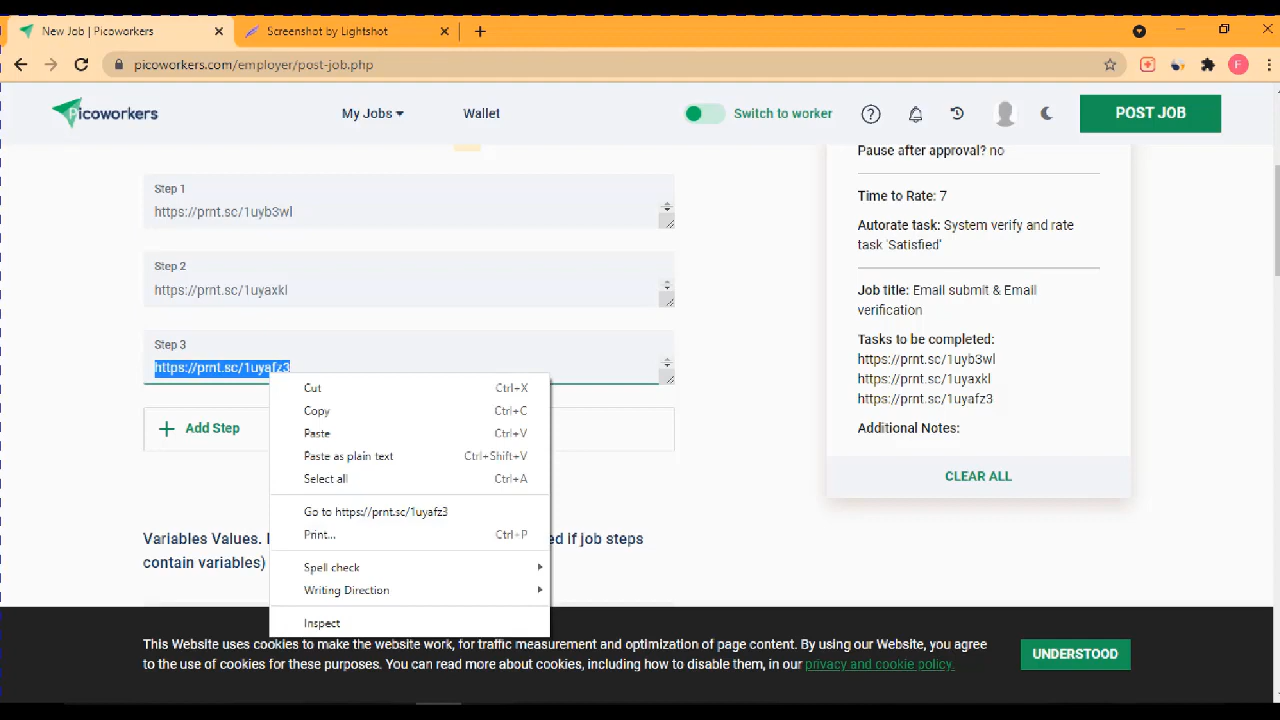 New Job | Picoworkers
Screenshot by Lightshot
picoworkers.com/employer/post-job.php
F
Picoworkers
My Jobs
Wallet
Switch to worker
POST JOB
Step 1
https://prnt.sc/1uyb3wl
Step 2
https://prnt.sc/1uyaxkl
Step 3
https://prnt.sc/1uyafz3
Add Step
Cut Ctrl+X
Copy Ctrl+C
Paste Ctrl+V
Paste as plain text Ctrl+Shift+V
Select all Ctrl+A
Go to https://prnt.sc/1uyafz3
Print... Ctrl+P
Spell check
Writing Direction
Inspect
Variables Values.
ed if job steps
contain variables)
Pause after approval? no
Time to Rate: 7
Autorate task: System verify and rate
task 'Satisfied'
Job title: Email submit & Email
verification
Tasks to be completed:
https://prnt.sc/1uyb3wl
https://prnt.sc/1uyaxkl
https://prnt.sc/1uyafz3
Additional Notes:
CLEAR ALL
This Website uses cookies to make the website work, for traffic measurement and optimization of page content. By using our Website, you agree
to the use of cookies for these purposes. You can read more about cookies, including how to disable them, in our privacy and cookie policy.
UNDERSTOOD